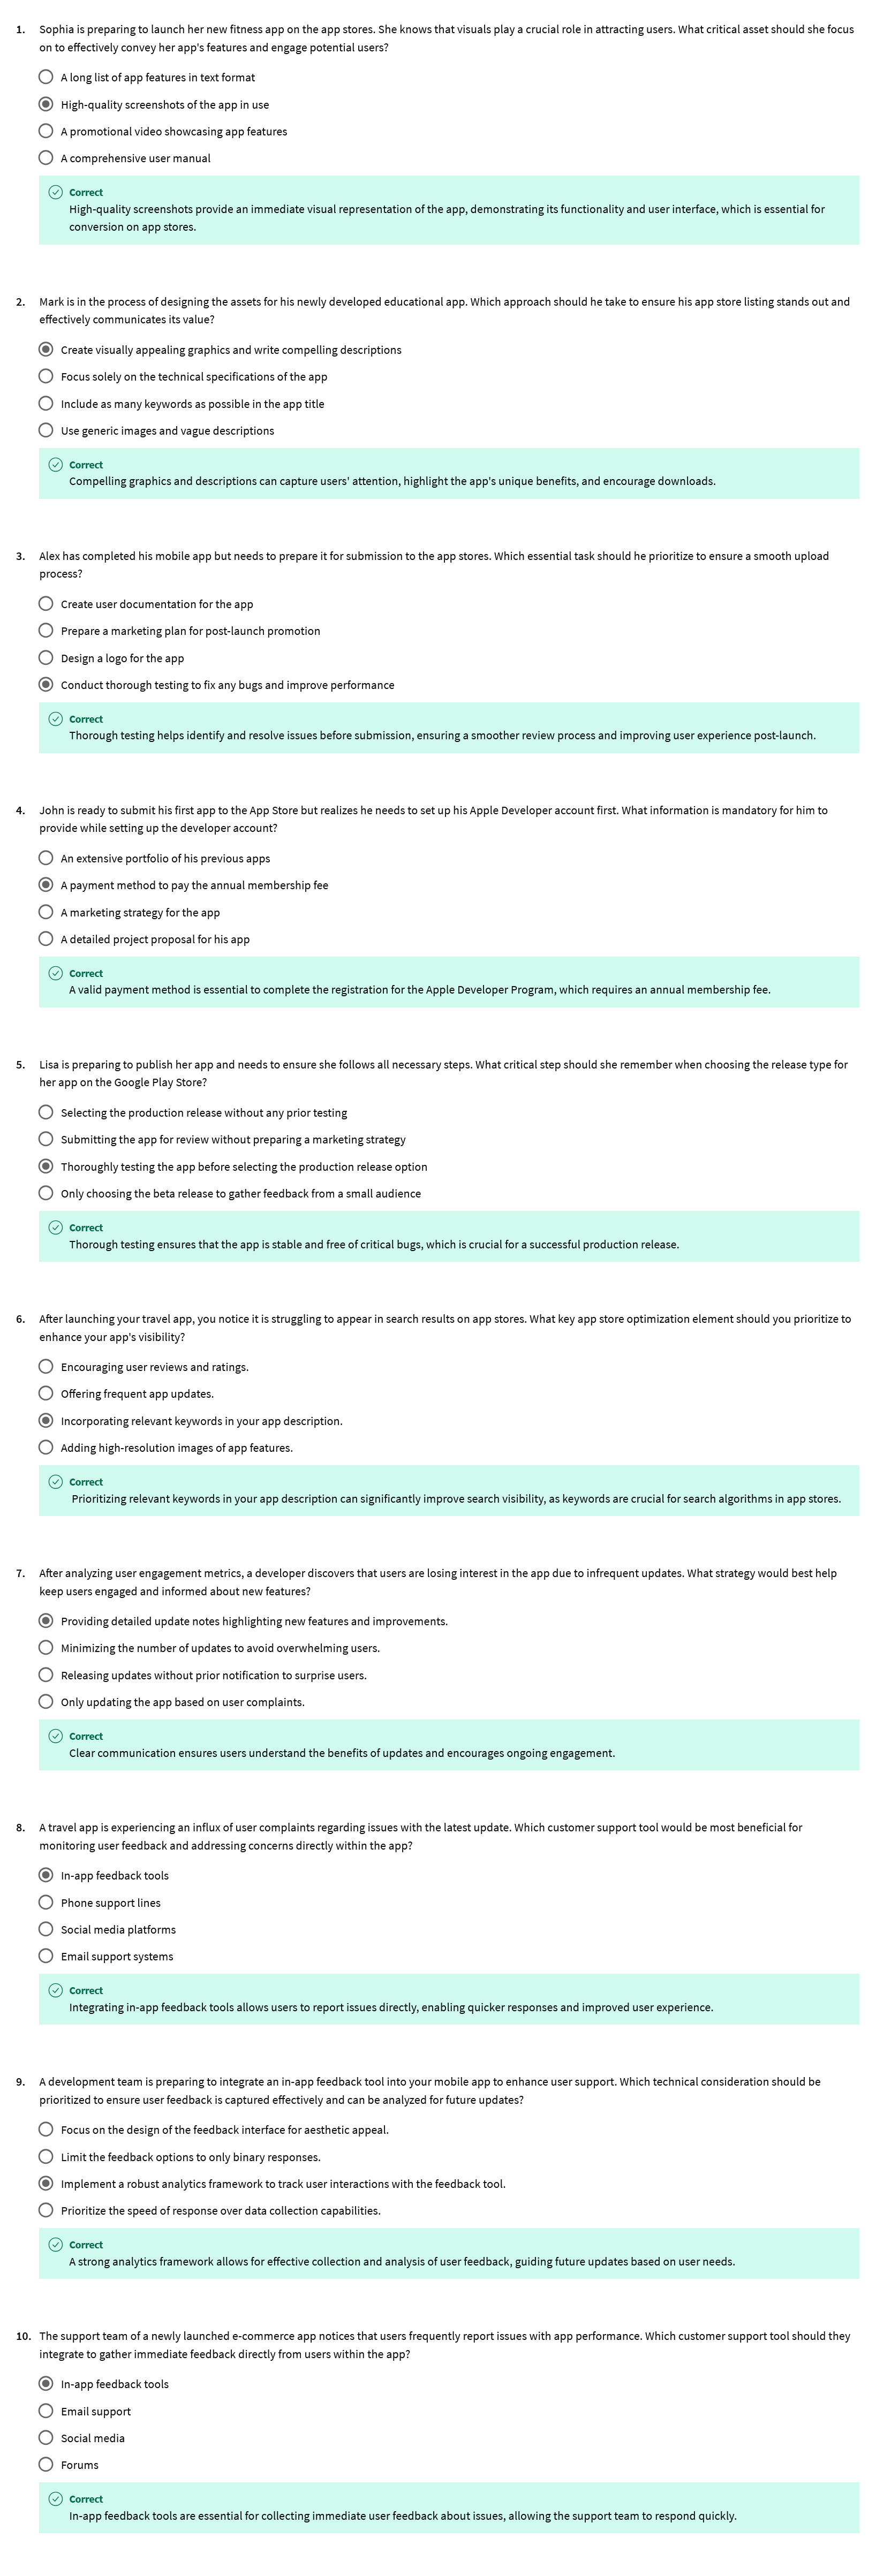 1. Sophia is preparing to launch her new fitness app on the app stores. She knows that visuals play a crucial role in attracting users. What critical asset should she focus
on to effectively convey her app's features and engage potential users?
A long list of app features in text format
High-quality screenshots of the app in use
A promotional video showcasing app features
A comprehensive user manual
Correct
High-quality screenshots provide an immediate visual representation of the app, demonstrating its functionality and user interface, which is essential for
conversion on app stores.
2. Mark is in the process of designing the assets for his newly developed educational app. Which approach should he take to ensure his app store listing stands out and
effectively communicates its value?
Create visually appealing graphics and write compelling descriptions
Focus solely on the technical specifications of the app
Include as many keywords as possible in the app title
Use generic images and vague descriptions
Correct
Compelling graphics and descriptions can capture users' attention, highlight the app's unique benefits, and encourage downloads.
3. Alex has completed his mobile app but needs to prepare it for submission to the app stores. Which essential task should he prioritize to ensure a smooth upload
process?
Create user documentation for the app
Prepare a marketing plan for post-launch promotion
Design a logo for the app
Conduct thorough testing to fix any bugs and improve performance
Correct
Thorough testing helps identify and resolve issues before submission, ensuring a smoother review process and improving user experience post-launch.
4. John is ready to submit his first app to the App Store but realizes he needs to set up his Apple Developer account first. What information is mandatory for him to
provide while setting up the developer account?
An extensive portfolio of his previous apps
A payment method to pay the annual membership fee
A marketing strategy for the app
A detailed project proposal for his app
Correct
A valid payment method is essential to complete the registration for the Apple Developer Program, which requires an annual membership fee.
5. Lisa is preparing to publish her app and needs to ensure she follows all necessary steps. What critical step should she remember when choosing the release type for
her app on the Google Play Store?
Selecting the production release without any prior testing
Submitting the app for review without preparing a marketing strategy
Thoroughly testing the app before selecting the production release option
Only choosing the beta release to gather feedback from a small audience
Correct
Thorough testing ensures that the app is stable and free of critical bugs, which is crucial for a successful production release.
6. After launching your travel app, you notice it is struggling to appear in search results on app stores. What key app store optimization element should you prioritize to
enhance your app's visibility?
Encouraging user reviews and ratings.
Offering frequent app updates.
Incorporating relevant keywords in your app description.
Adding high-resolution images of app features.
Correct
Prioritizing relevant keywords in your app description can significantly improve search visibility, as keywords are crucial for search algorithms in app stores.
7. After analyzing user engagement metrics, a developer discovers that users are losing interest in the app due to infrequent updates. What strategy would best help
keep users engaged and informed about new features?
Providing detailed update notes highlighting new features and improvements.
Minimizing the number of updates to avoid overwhelming users.
Releasing updates without prior notification to surprise users.
Only updating the app based on user complaints.
Correct
Clear communication ensures users understand the benefits of updates and encourages ongoing engagement.
8. A travel app is experiencing an influx of user complaints regarding issues with the latest update. Which customer support tool would be most beneficial for
monitoring user feedback and addressing concerns directly within the app?
In-app feedback tools
Phone support lines
Social media platforms
Email support systems
Correct
Integrating in-app feedback tools allows users to report issues directly, enabling quicker responses and improved user experience.
9. A development team is preparing to integrate an in-app feedback tool into your mobile app to enhance user support. Which technical consideration should be
prioritized to ensure user feedback is captured effectively and can be analyzed for future updates?
Focus on the design of the feedback interface for aesthetic appeal.
Limit the feedback options to only binary responses.
Implement a robust analytics framework to track user interactions with the feedback tool.
Prioritize the speed of response over data collection capabilities.
Correct
A strong analytics framework allows for effective collection and analysis of user feedback, guiding future updates based on user needs.
10. The support team of a newly launched e-commerce app notices that users frequently report issues with app performance. Which customer support tool should they
integrate to gather immediate feedback directly from users within the app?
In-app feedback tools
Email support
Social media
Forums
Correct
In-app feedback tools are essential for collecting immediate user feedback about issues, allowing the support team to respond quickly.